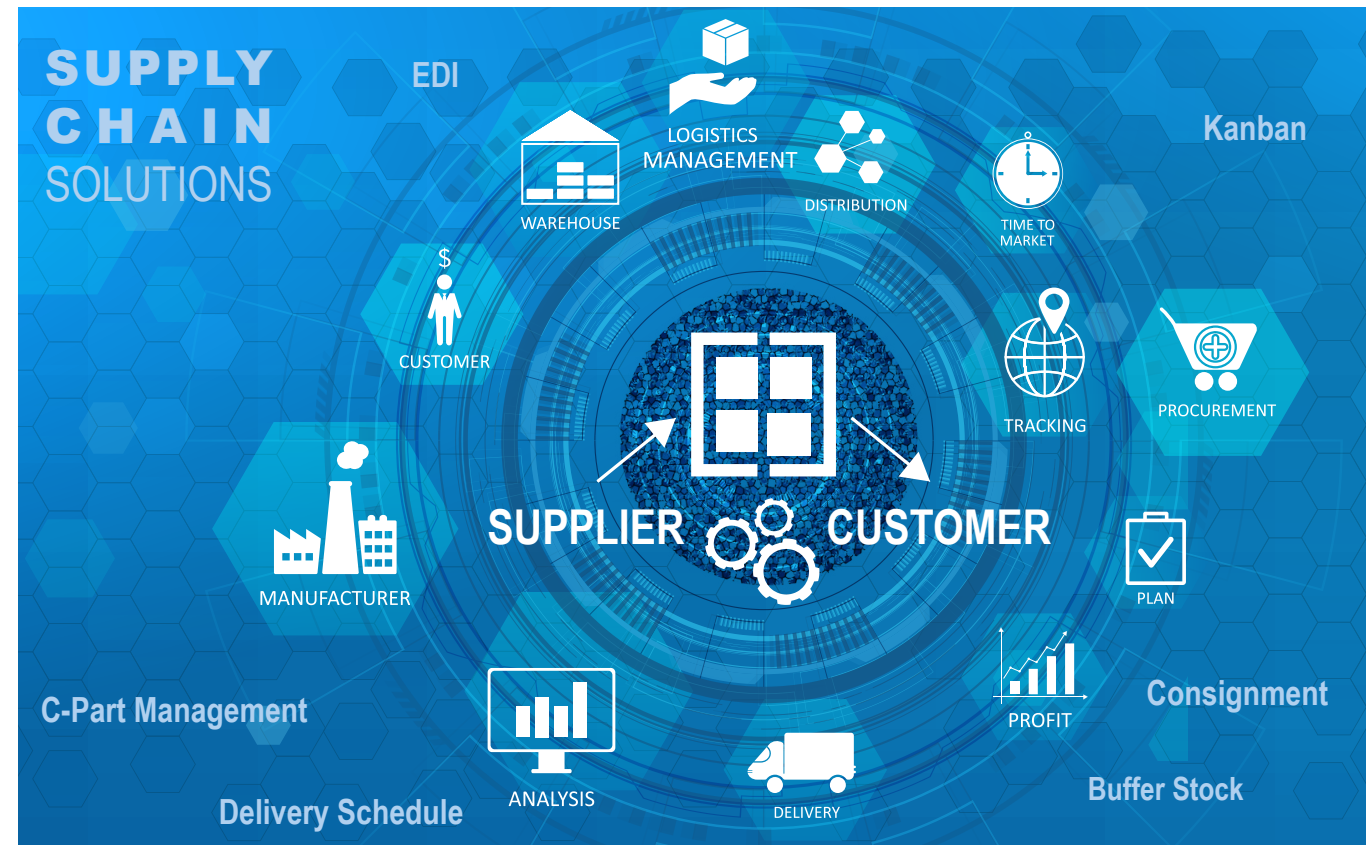 SUPPLY
CHAIN
SOLUTIONS
EDI
Kanban
LOGISTICS
MANAGEMENT
WAREHOUSE
DISTRIBUTION
TIME TO
MARKET
$
CUSTOMER
TRACKING
PROCUREMENT
SUPPLIER
CUSTOMER
MANUFACTURER
PLAN
C-Part Management
Consignment
PROFIT
Buffer Stock
ANALYSIS
Delivery Schedule
DELIVERY